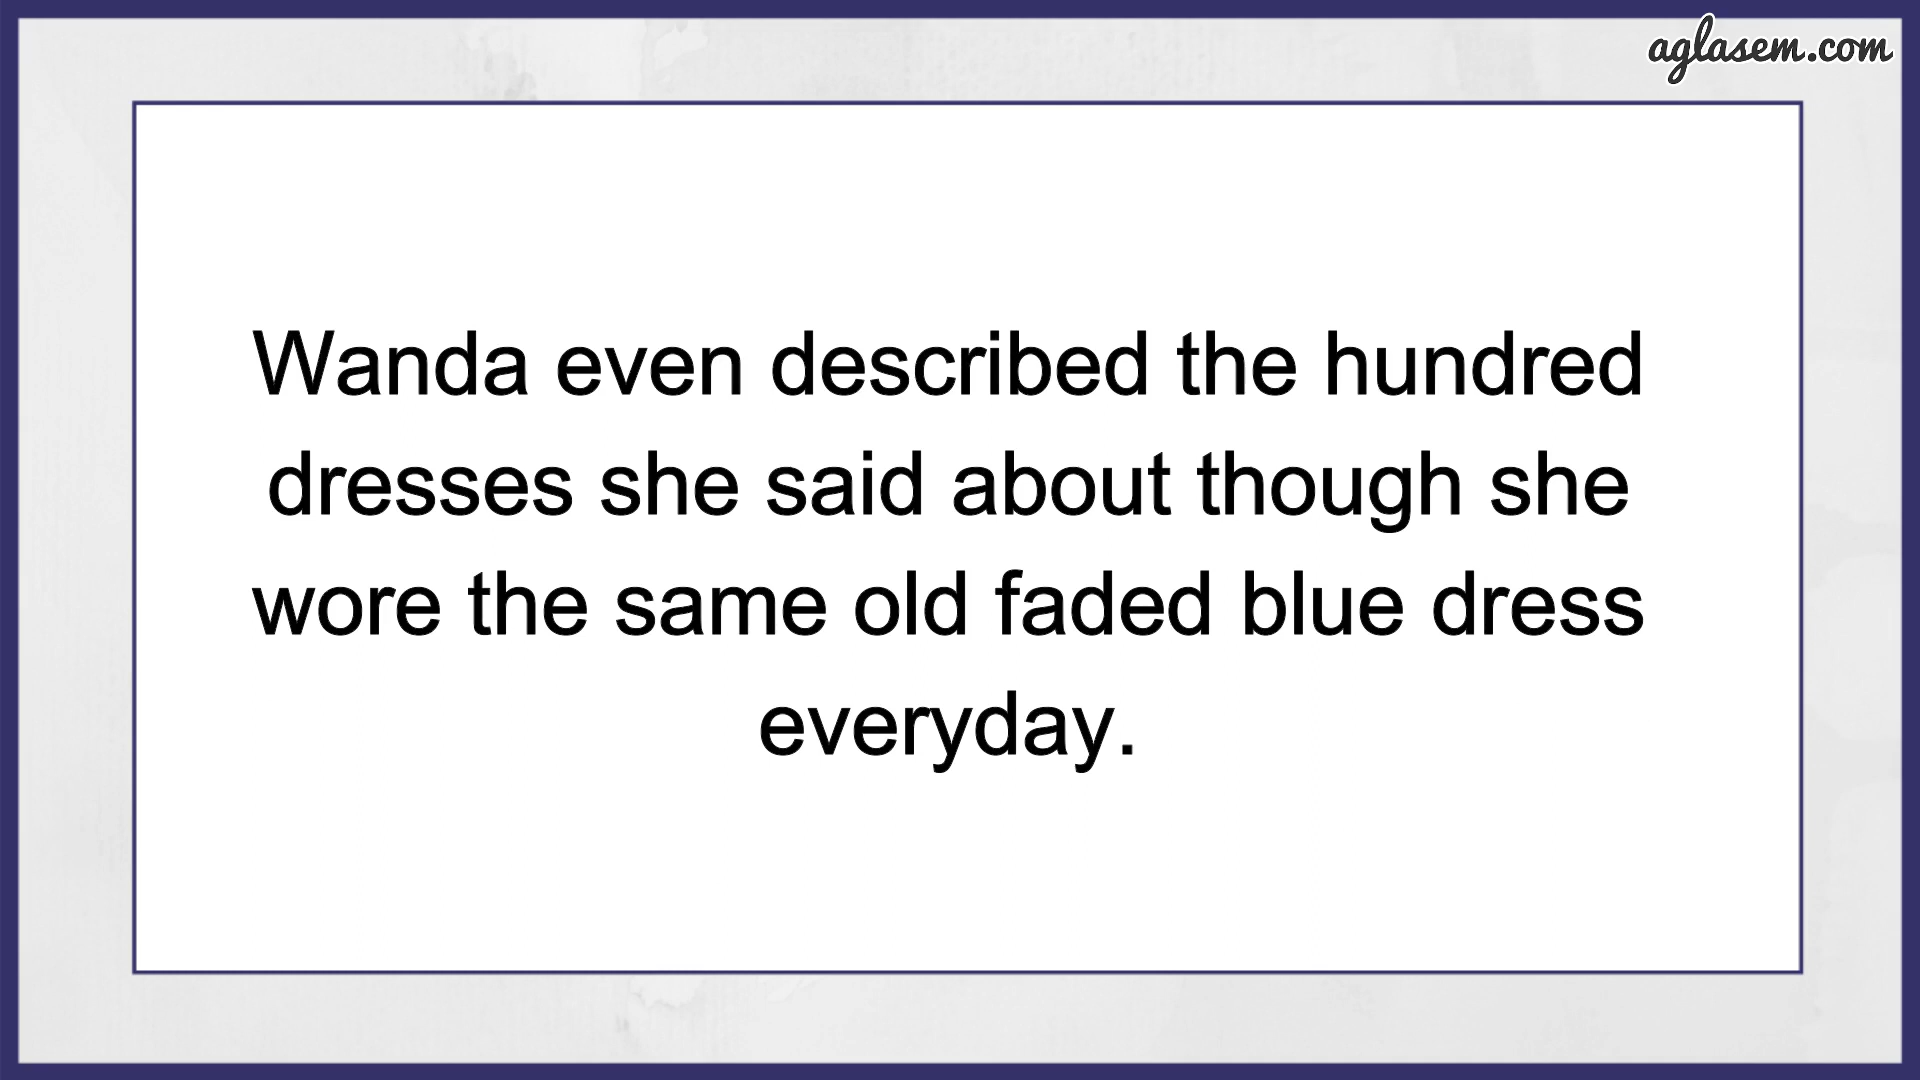 aglasem.com
Wanda even described the hundred
dresses she said about though she
wore the same old faded blue dress
everyday.